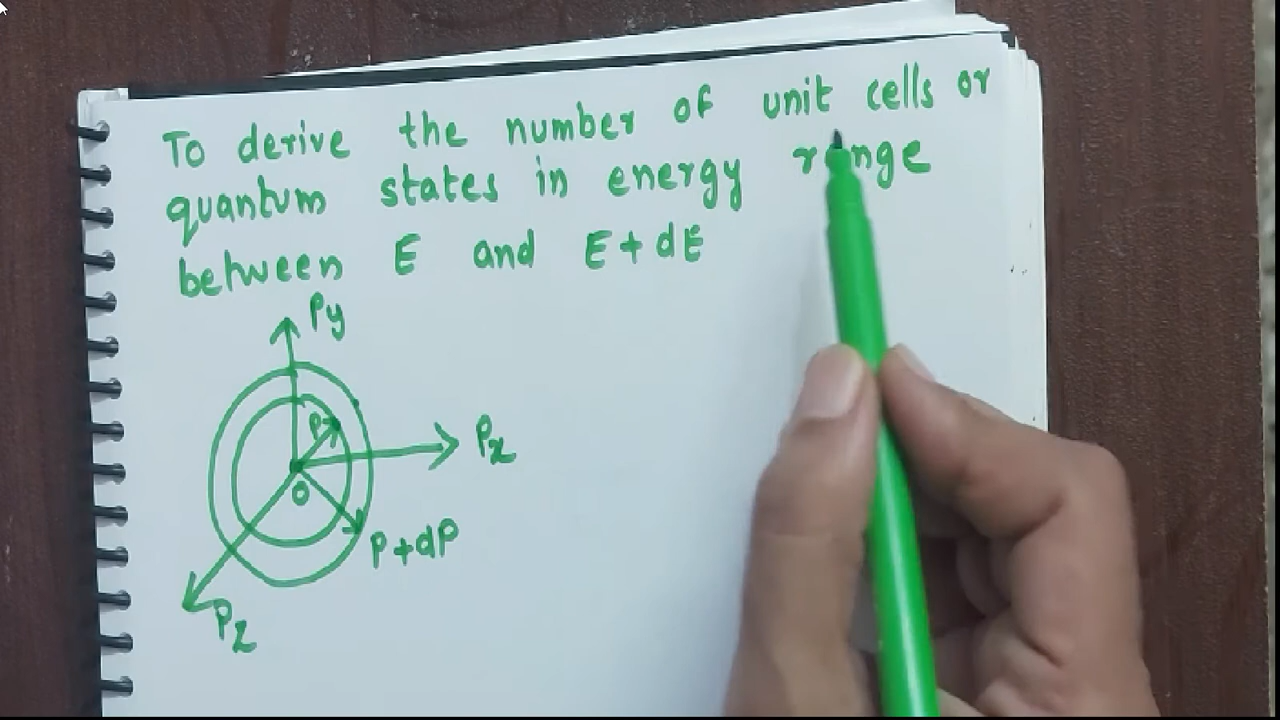 To derive the number of unit cells or
quantum states in energy range
between E and E + dE
Py
P
Px
O
P+dP
Pz